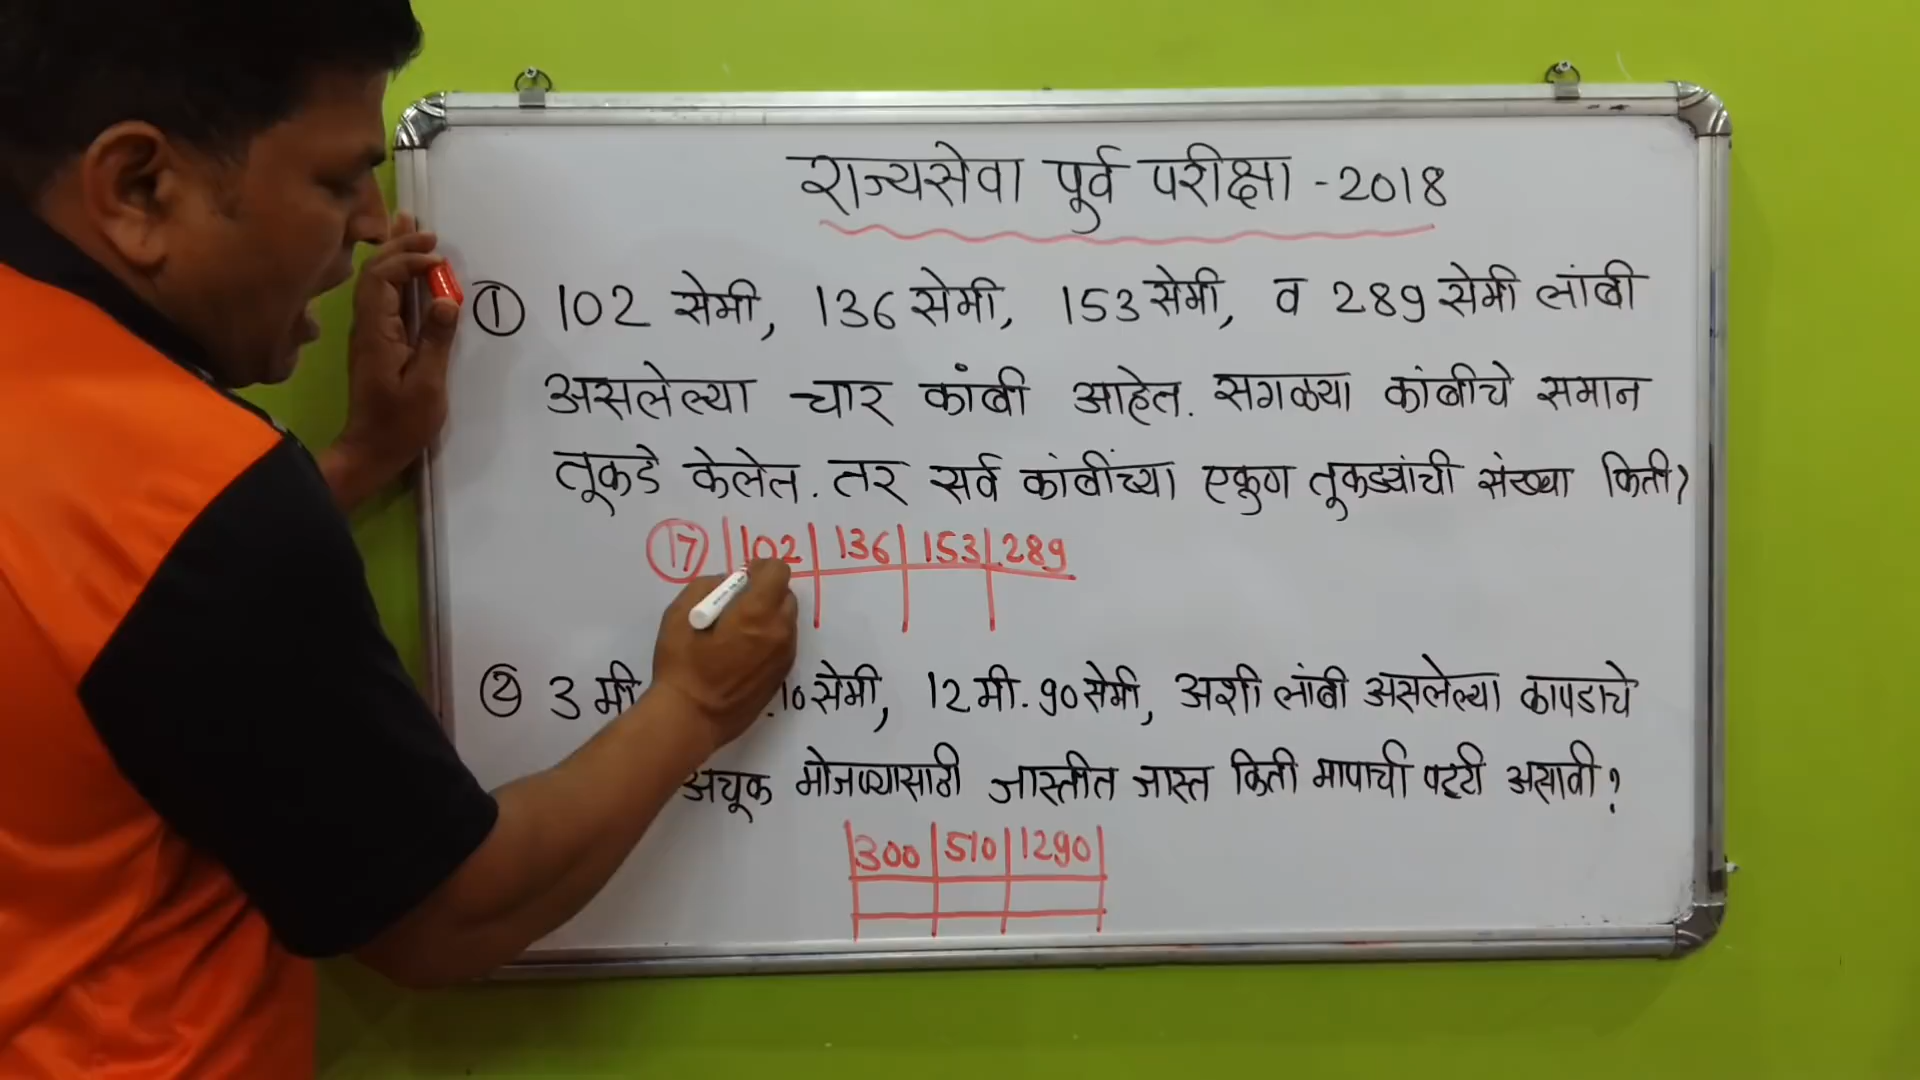 राज्यसेवा पूर्व परीक्षा - 2018
① 102 सेमी, 136 सेमी, 153 सेमी, व 289 सेमी लांबी
असलेल्या चार कांबी आहेत. सगळ्या कांबीचे समान
तूकडे केलेत. तर सर्व कांबींच्या एकुण तूकड्यांची संख्या किती?
17 102 136 153 289
② 3 मी .10 सेमी, 12 मी. 90 सेमी, अशी लांबी असलेल्या कापडाचे
अचूक मोजण्यासाठी जास्तीत जास्त किती मापाची पट्टी असावी?
300 510 1290